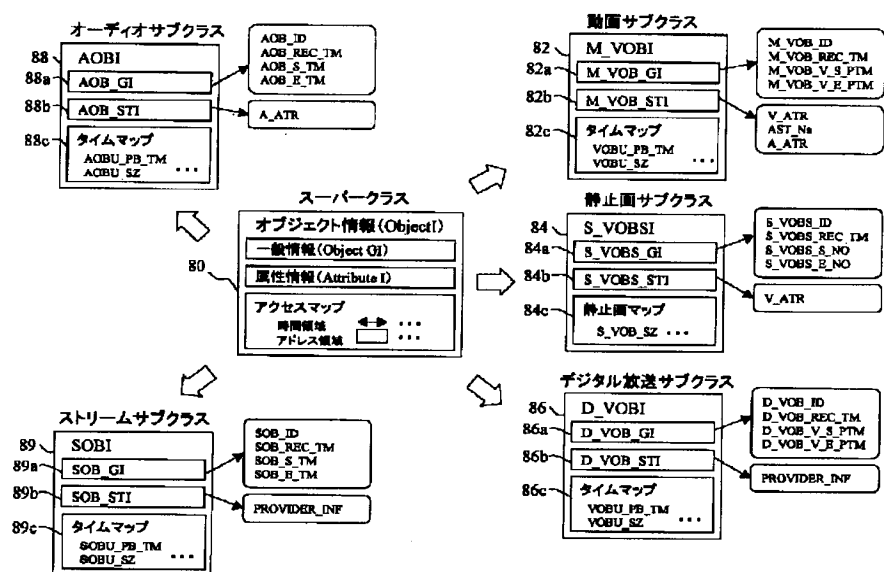 オーディオサブクラス
88
AOBI
88a
AOB_GI
88b
AOB_STI
88c
タイムマップ
AOBU_PB_TM
AOBU_SZ
...
AOB_ID
AOB_REC_TM
AOB_S_TM
AOB_E_TM
A_ATR
動画サブクラス
82
M_VOBI
82a
M_VOB_GI
82b
M_VOB_STI
82c
タイムマップ
VOBU_PB_TM
VOBU_SZ
...
M_VOB_ID
M_VOB_REC_TM
M_VOB_V_S_PTM
M_VOB_V_E_PTM
V_ATR
AST_Ns
A_ATR
スーパークラス
80
オブジェクト情報(ObjectI)
一般情報(Object GI)
属性情報(Attribute I)
アクセスマップ
時間領域 ...
アドレス領域 ...
静止画サブクラス
84
S_VOBSI
84a
S_VOBS_GI
84b
S_VOBS_STI
84c
静止画マップ
S_VOB_SZ ...
S_VOBS_ID
S_VOBS_REC_TM
S_VOBS_S_NO
S_VOBS_E_NO
V_ATR
ストリームサブクラス
89
SOBI
89a
SOB_GI
89b
SOB_STI
89c
タイムマップ
SOBU_PB_TM
SOBU_SZ
...
SOB_ID
SOB_REC_TM
SOB_S_TM
SOB_E_TM
PROVIDER_INF
デジタル放送サブクラス
86
D_VOBI
86a
D_VOB_GI
86b
D_VOB_STI
86c
タイムマップ
VOBU_PB_TM
VOBU_SZ
...
D_VOB_ID
D_VOB_REC_TM
D_VOB_V_S_PTM
D_VOB_V_E_PTM
PROVIDER_INF